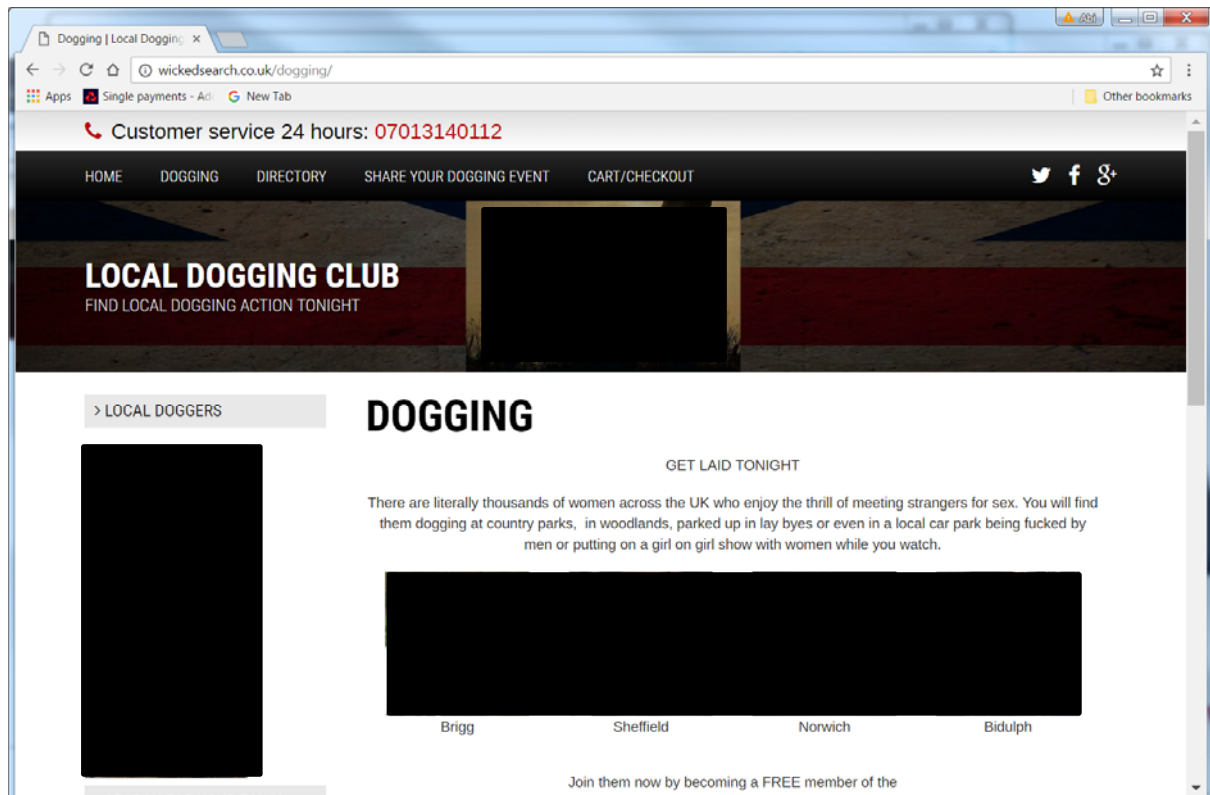 Dogging | Local Dogging
wickedsearch.co.uk/dogging/
Apps Single payments - Ad New Tab Other bookmarks
Customer service 24 hours: 07013140112
HOME DOGGING DIRECTORY SHARE YOUR DOGGING EVENT CART/CHECKOUT
LOCAL DOGGING CLUB
FIND LOCAL DOGGING ACTION TONIGHT
> LOCAL DOGGERS
DOGGING
GET LAID TONIGHT
There are literally thousands of women across the UK who enjoy the thrill of meeting strangers for sex. You will find
them dogging at country parks, in woodlands, parked up in lay byes or even in a local car park being fucked by
men or putting on a girl on girl show with women while you watch.
Brigg Sheffield Norwich Bidulph
Join them now by becoming a FREE member of the